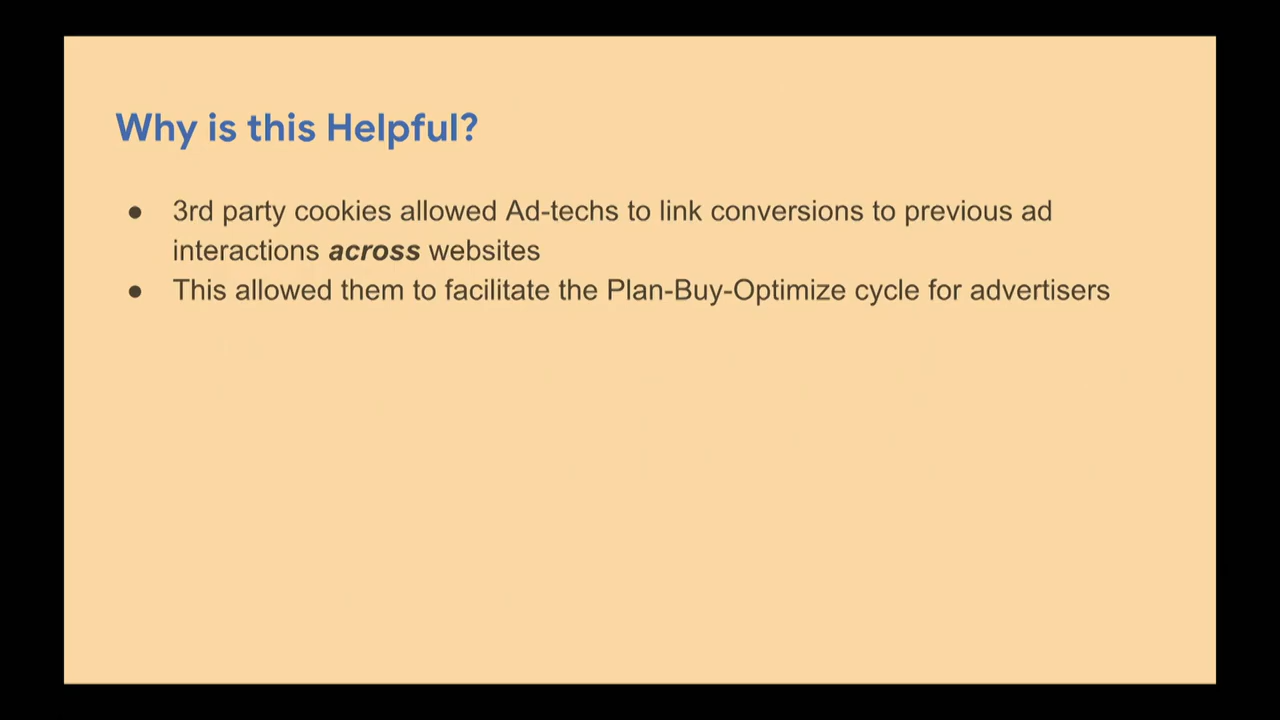 Why is this Helpful?
● 3rd party cookies allowed Ad-techs to link conversions to previous ad
interactions across websites
● This allowed them to facilitate the Plan-Buy-Optimize cycle for advertisers